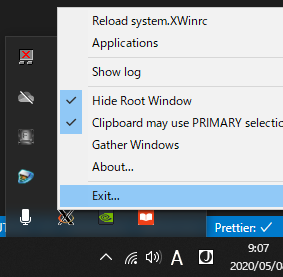 Reload system.XWinrc
Applications
Show log
Hide Root Window
Clipboard may use PRIMARY selectio
Gather Windows
About...
Exit...
Prettier:
A
J
9:07
2020/05/0